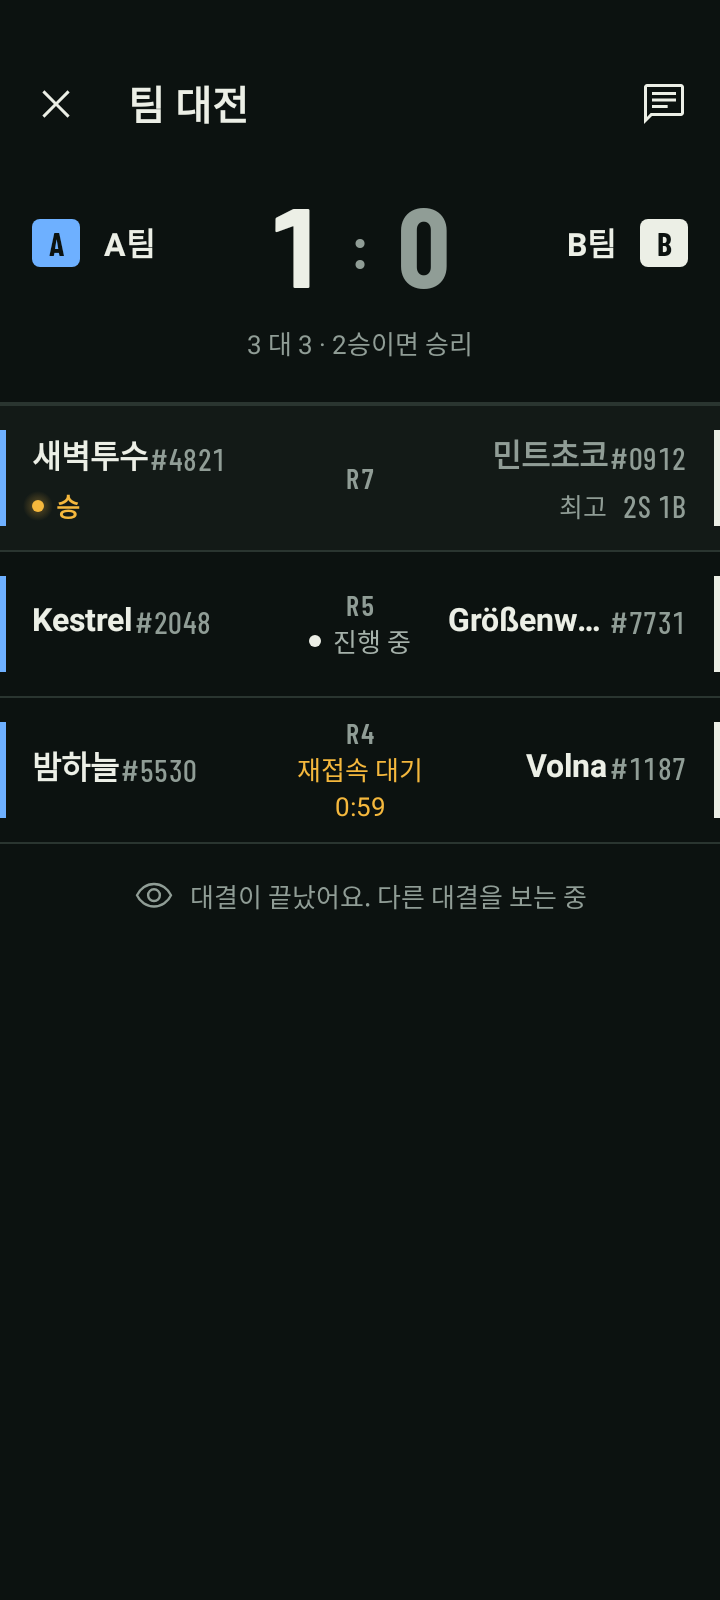 팀 대전
A A팀 1 : 0 B팀 B
3 대 3 · 2승이면 승리
새벽투수#4821 R7 민트초코#0912
승 최고 2S 1B
Kestrel#2048 R5 Größenw... #7731
진행 중
밤하늘#5530 R4 Volna#1187
재접속 대기
0:59
대결이 끝났어요. 다른 대결을 보는 중